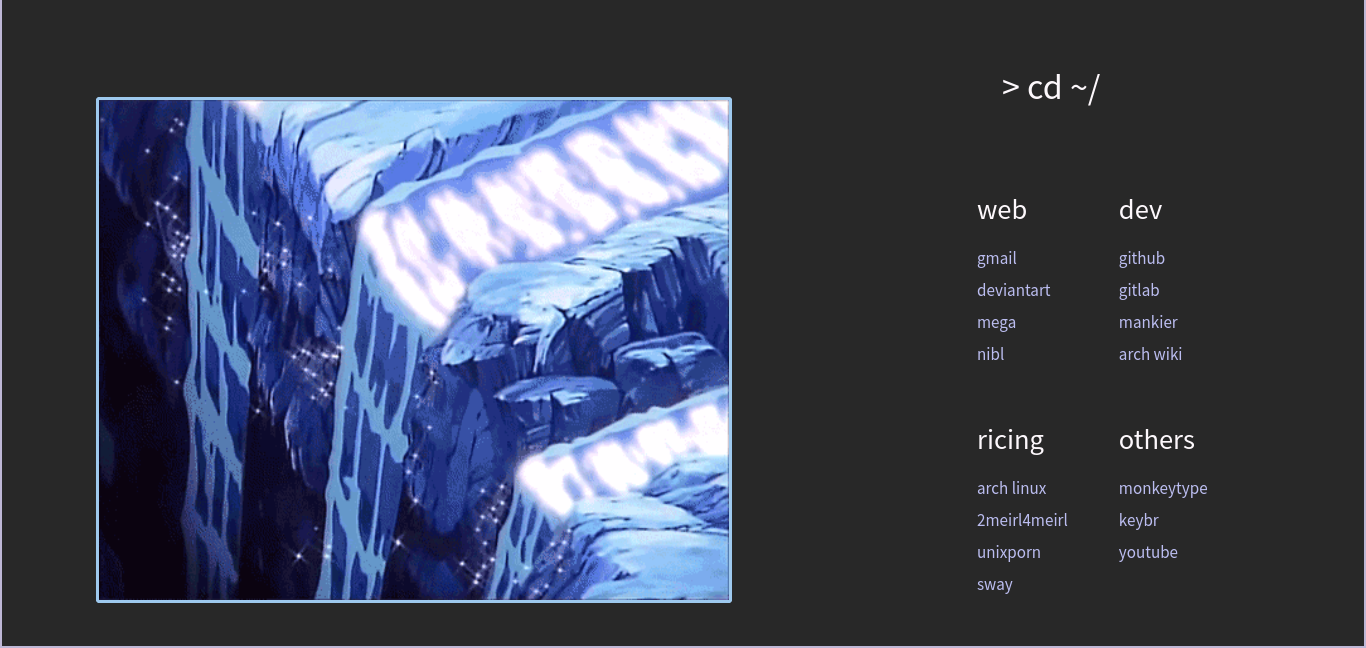 > cd ~/
web
gmail
deviantart
mega
nibl
dev
github
gitlab
mankier
arch wiki
ricing
arch linux
2meirl4meirl
unixporn
sway
others
monkeytype
keybr
youtube